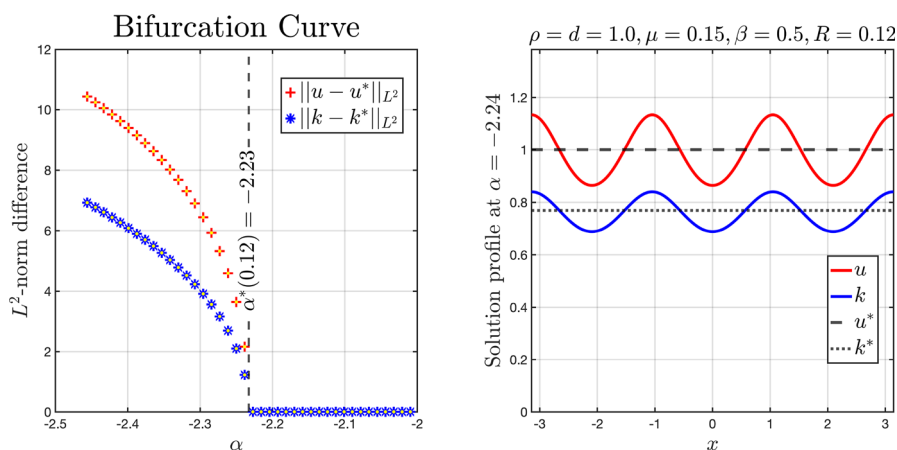 Bifurcation Curve
L²-norm difference
12
10
8
6
4
2
0
-2.5
-2.4
-2.3
-2.2
-2.1
-2
α
||u − u*||_{L²}
||k − k*||_{L²}
α*(0.12) = −2.23
ρ = d = 1.0, μ = 0.15, β = 0.5, R = 0.12
Solution profile at α = −2.24
1.2
1
0.8
0.6
0.4
0.2
0
-3
-2
-1
0
1
2
3
x
u
k
u*
k*